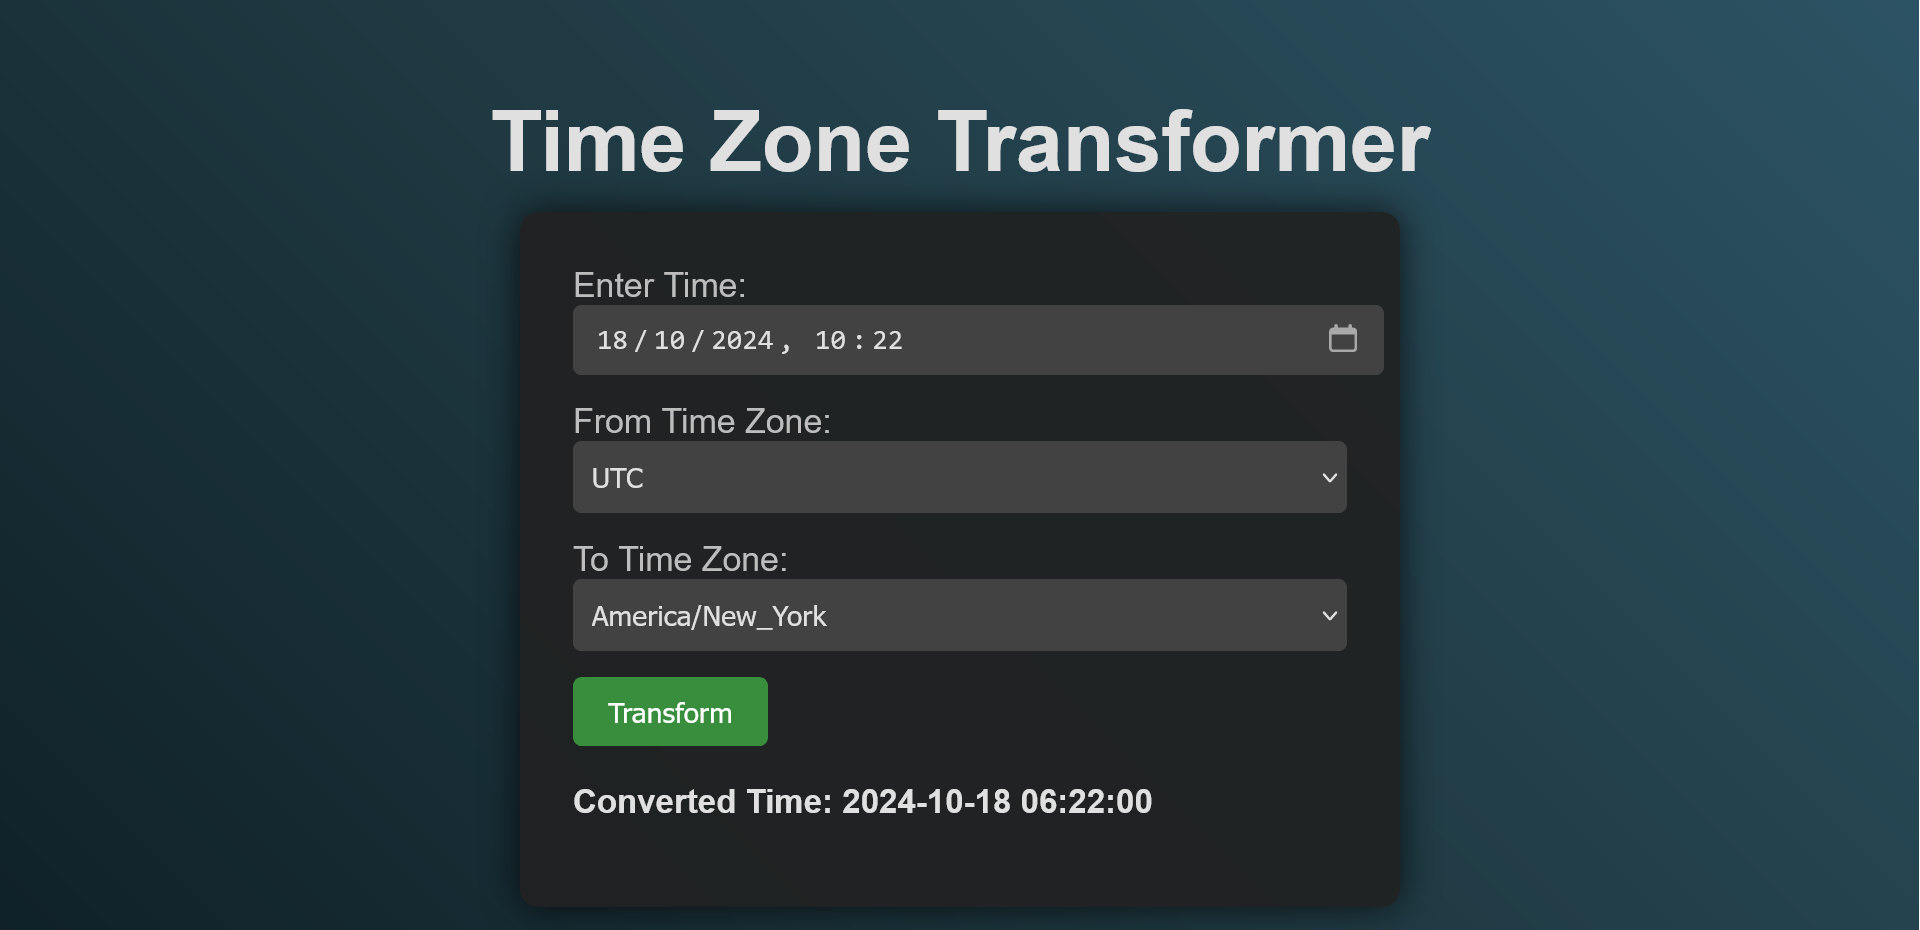 Time Zone Transformer
Enter Time:
18/10/2024, 10:22
From Time Zone:
UTC
To Time Zone:
America/New_York
Transform
Converted Time: 2024-10-18 06:22:00